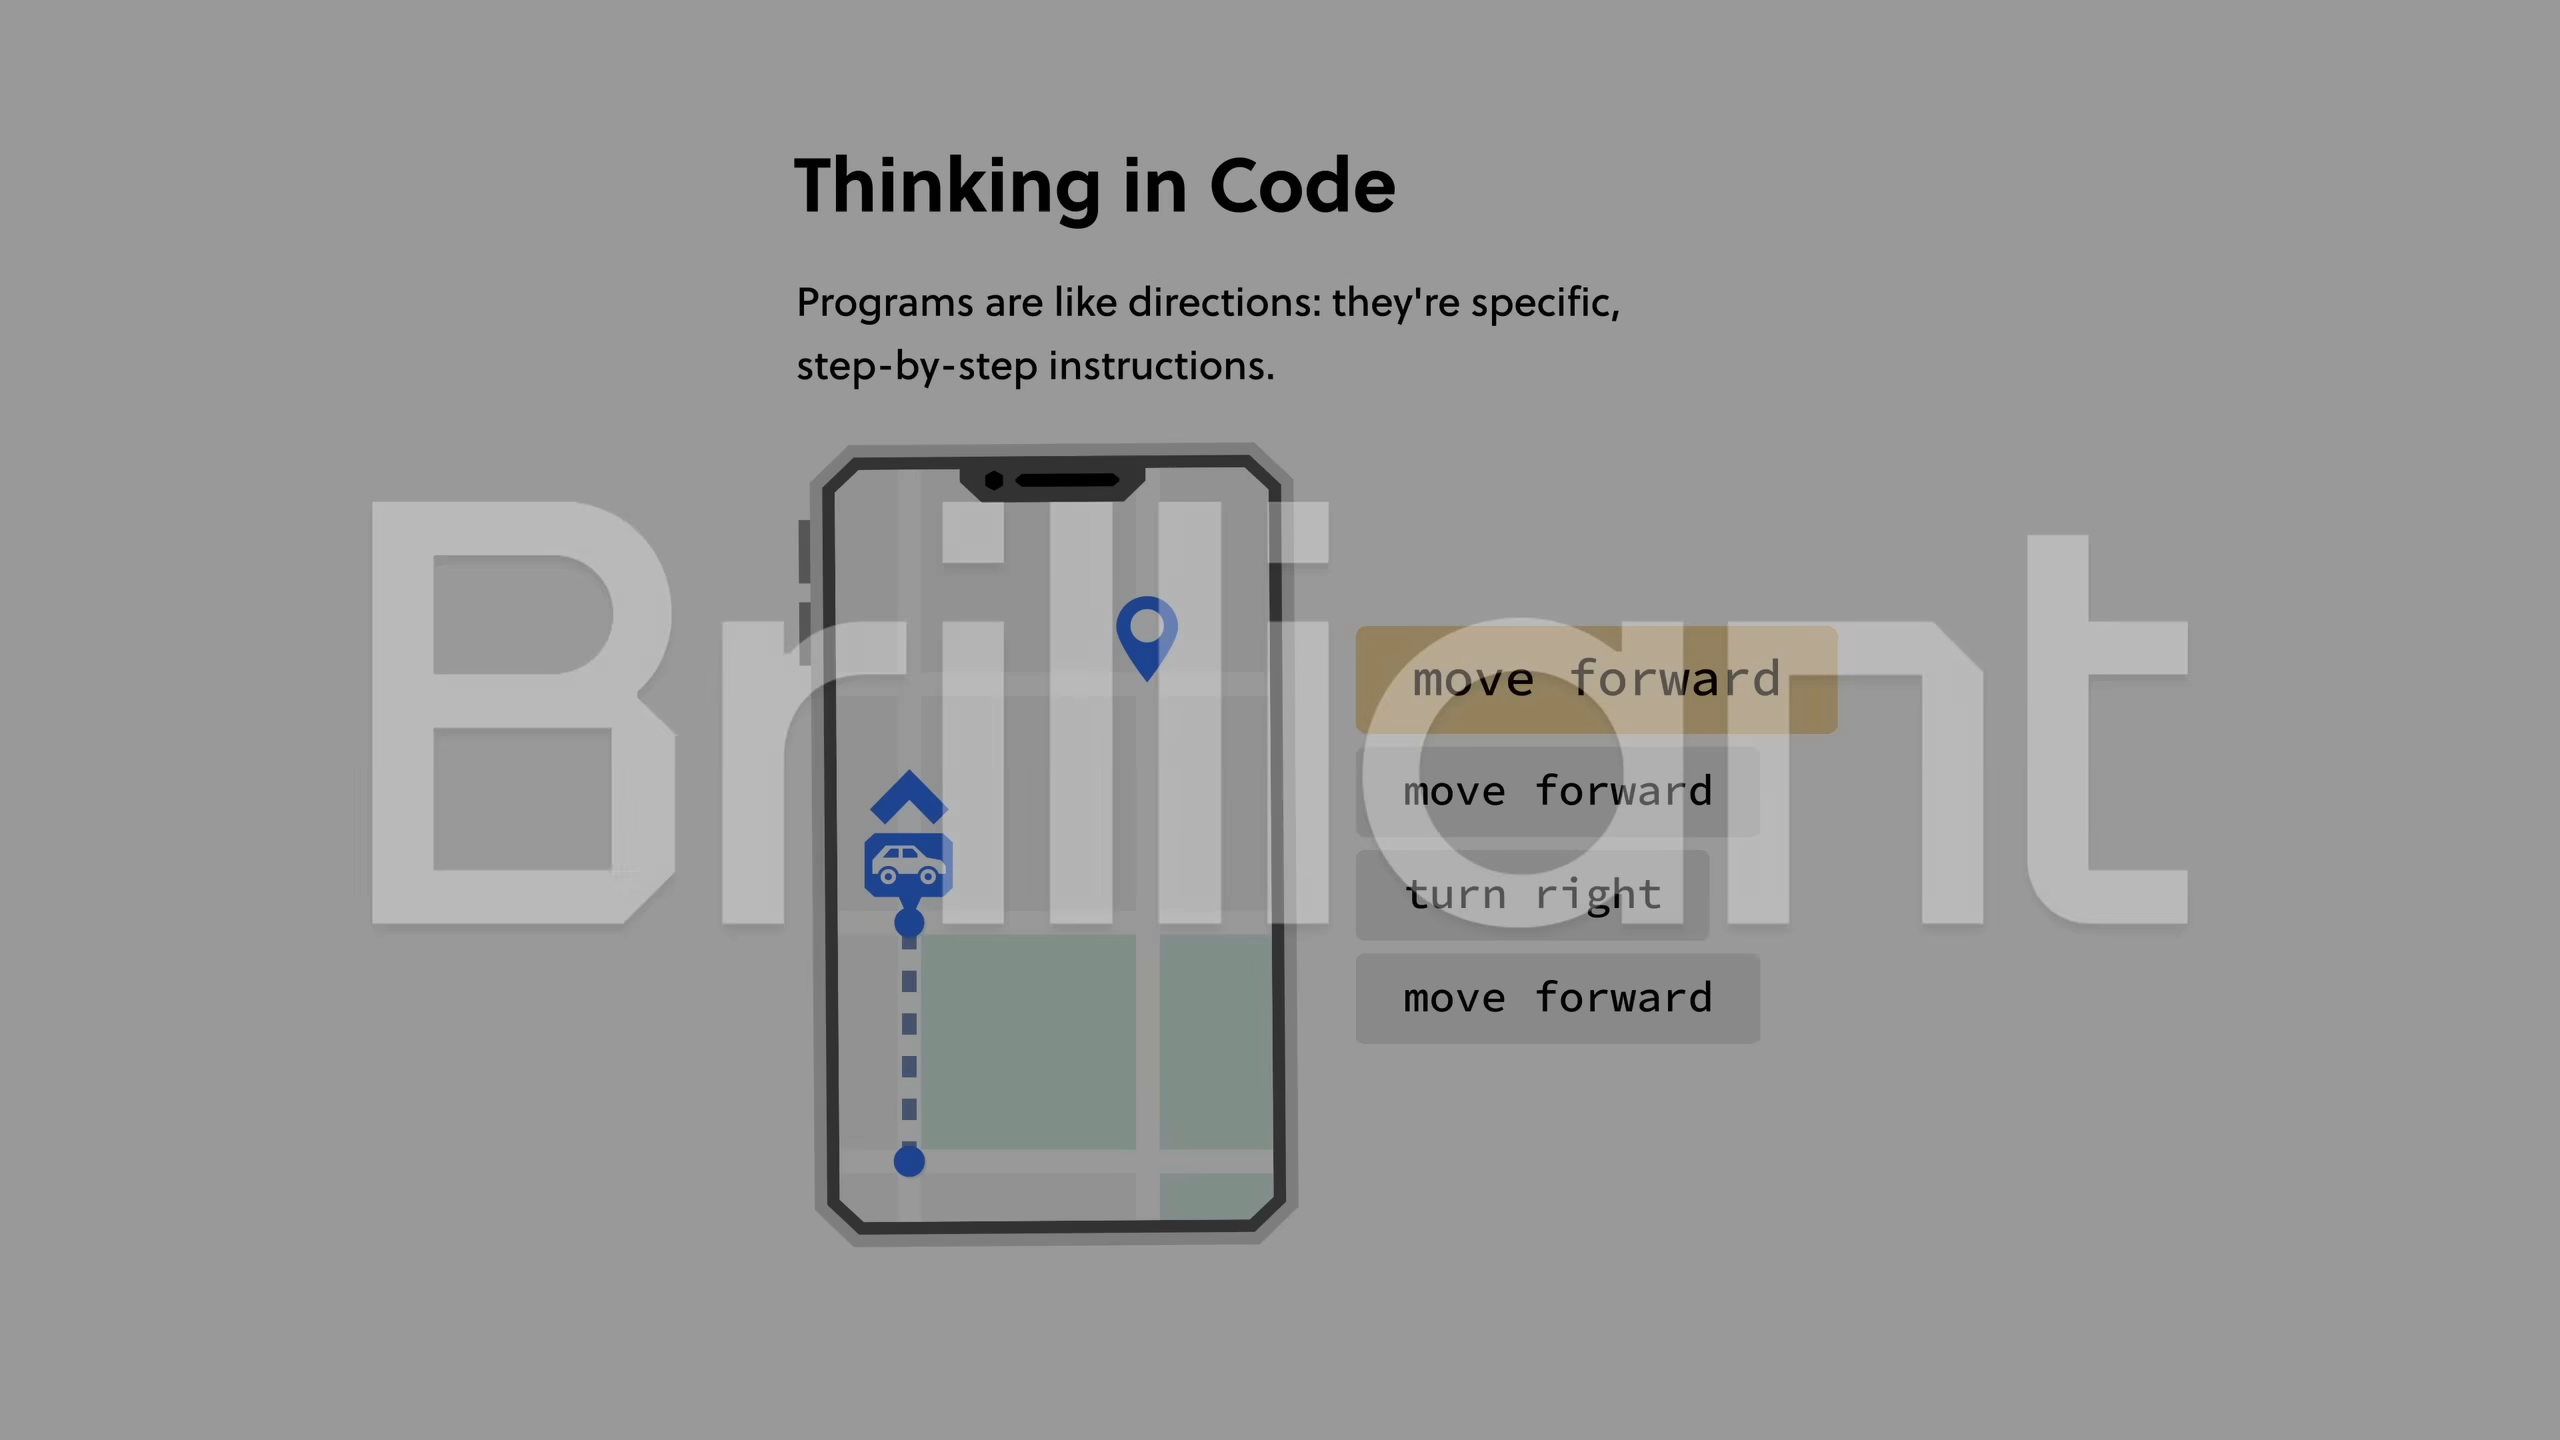 Thinking in Code
Programs are like directions: they're specific,
step-by-step instructions.
Brilliant
move forward
move forward
turn right
move forward